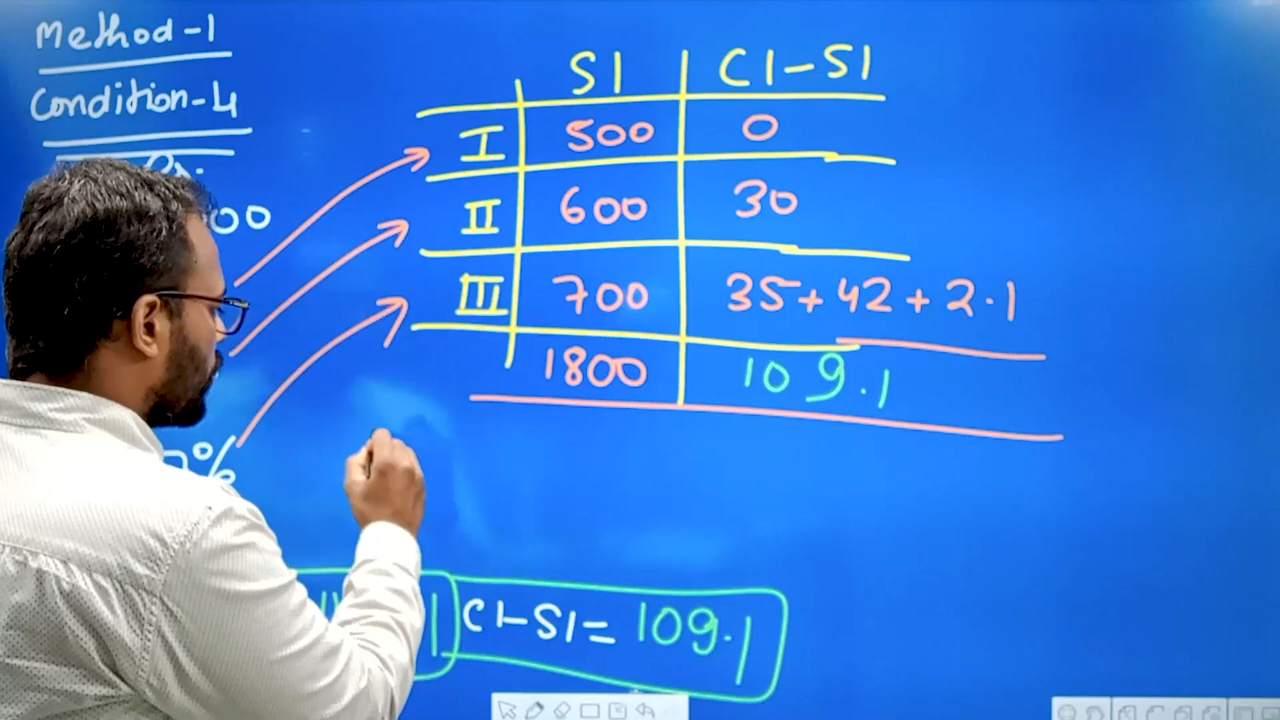 Method-1
Condition-4
00
%
SI CI-SI
I 500 0
II 600 30
III 700 35+42+2.1
1800 109.1
CI-SI= 109.1